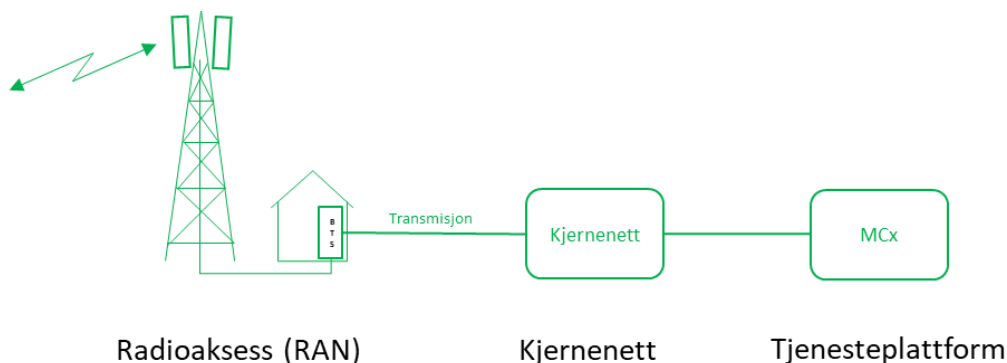 BTS
Transmisjon
Kjernenett
MCx
Radioaksess (RAN)
Kjernenett
Tjenesteplattform